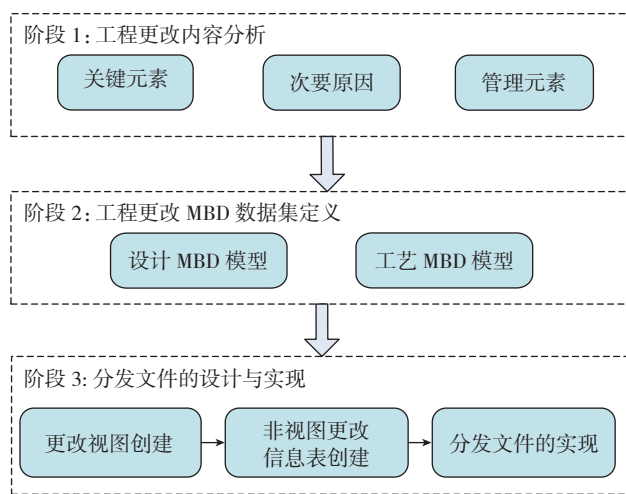 阶段 1：工程更改内容分析
关键元素
次要原因
管理元素
阶段 2：工程更改 MBD 数据集定义
设计 MBD 模型
工艺 MBD 模型
阶段 3: 分发文件的设计与实现
更改视图创建
非视图更改
信息表创建
分发文件的实现